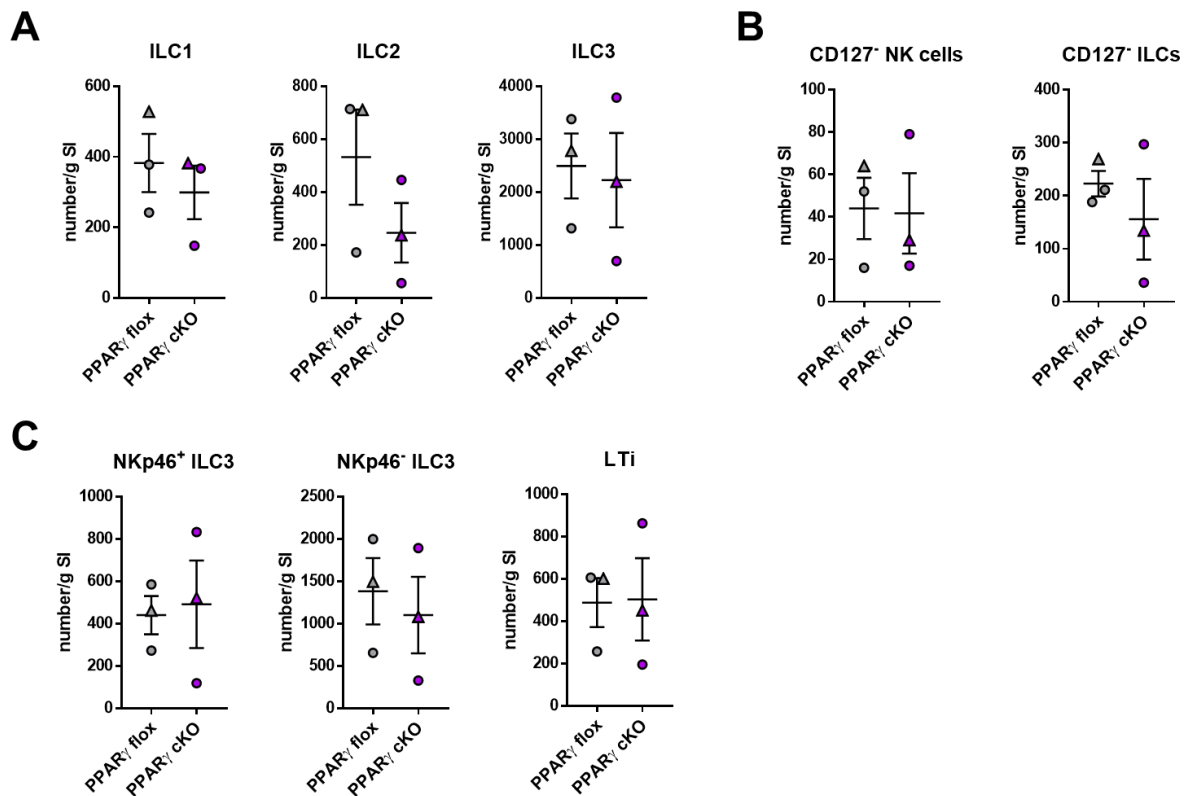 A
ILC1
number/g SI
600
400
200
0
PPARγ flox
PPARγ cKO
ILC2
number/g SI
800
600
400
200
0
PPARγ flox
PPARγ cKO
ILC3
number/g SI
4000
3000
2000
1000
0
PPARγ flox
PPARγ cKO
B
CD127⁻ NK cells
number/g SI
100
80
60
40
20
0
PPARγ flox
PPARγ cKO
CD127⁻ ILCs
number/g SI
400
300
200
100
0
PPARγ flox
PPARγ cKO
C
NKp46⁺ ILC3
number/g SI
1000
800
600
400
200
0
PPARγ flox
PPARγ cKO
NKp46⁻ ILC3
number/g SI
2500
2000
1500
1000
500
0
PPARγ flox
PPARγ cKO
LTi
number/g SI
1000
800
600
400
200
0
PPARγ flox
PPARγ cKO